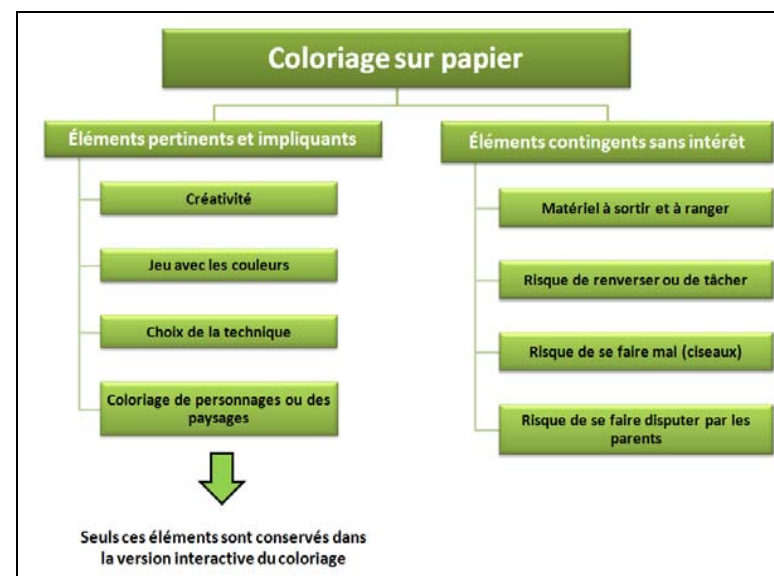 Coloriage sur papier
Éléments pertinents et impliquants
Créativité
Jeu avec les couleurs
Choix de la technique
Coloriage de personnages ou des
paysages
Seuls ces éléments sont conservés dans
la version interactive du coloriage
Éléments contingents sans intérêt
Matériel à sortir et à ranger
Risque de renverser ou de tâcher
Risque de se faire mal (ciseaux)
Risque de se faire disputer par les
parents